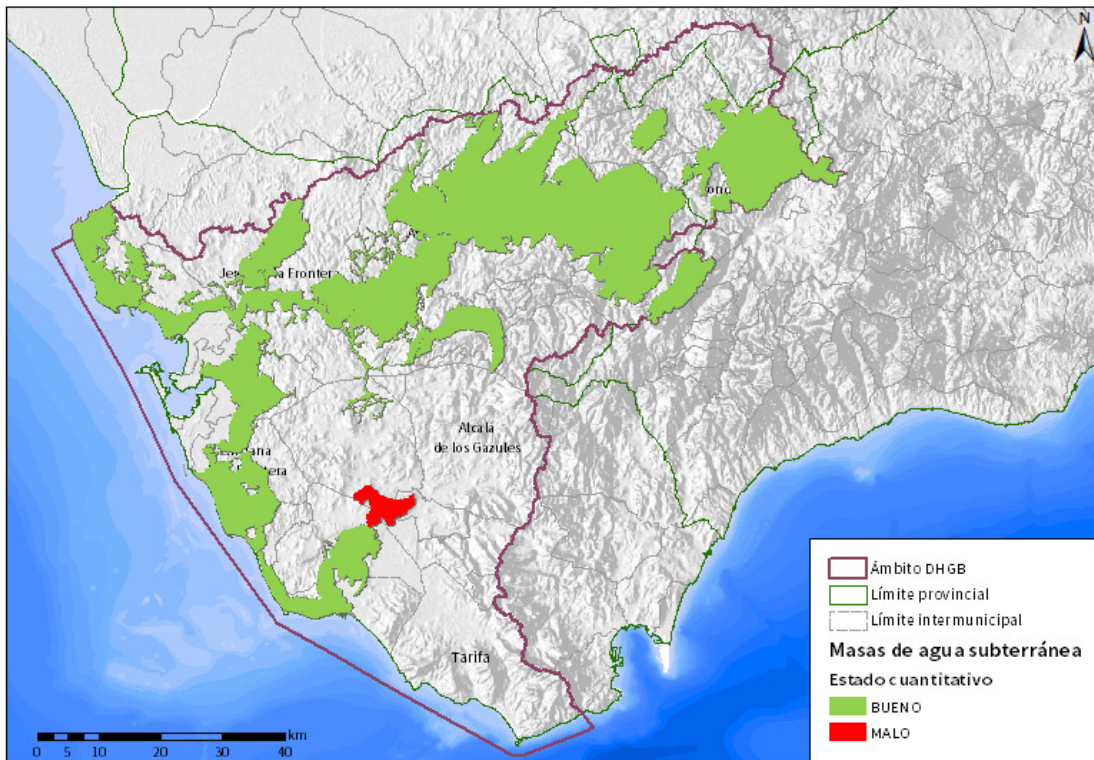 N
Alcalá
de los Gazules
Tarifa
km
0 5 10 20 30 40
Ámbito DHGB
Límite provincial
Límite intermunicipal
Masas de agua subterránea
Estado cuantitativo
BUENO
MALO